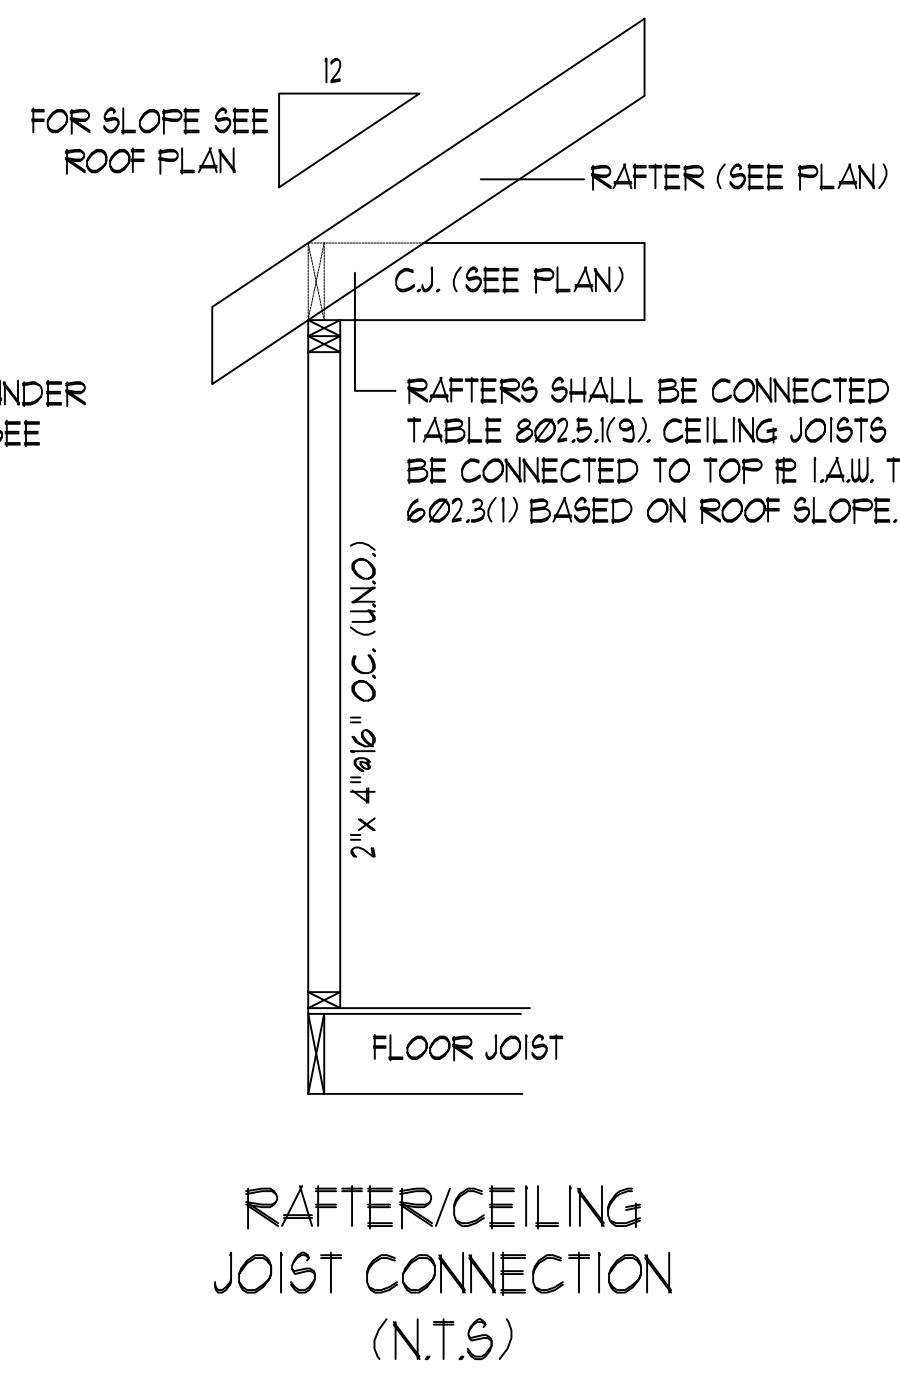 12
FOR SLOPE SEE
ROOF PLAN
RAFTER (SEE PLAN)
C.J. (SEE PLAN)
RAFTERS SHALL BE CONNECTED
TABLE 802.5.1(9). CEILING JOISTS
BE CONNECTED TO TOP PL I.A.W. T
602.3(1) BASED ON ROOF SLOPE.
2"x 4"@16" O.C. (U.N.O.)
FLOOR JOIST
RAFTER/CEILING
JOIST CONNECTION
(N.T.S)